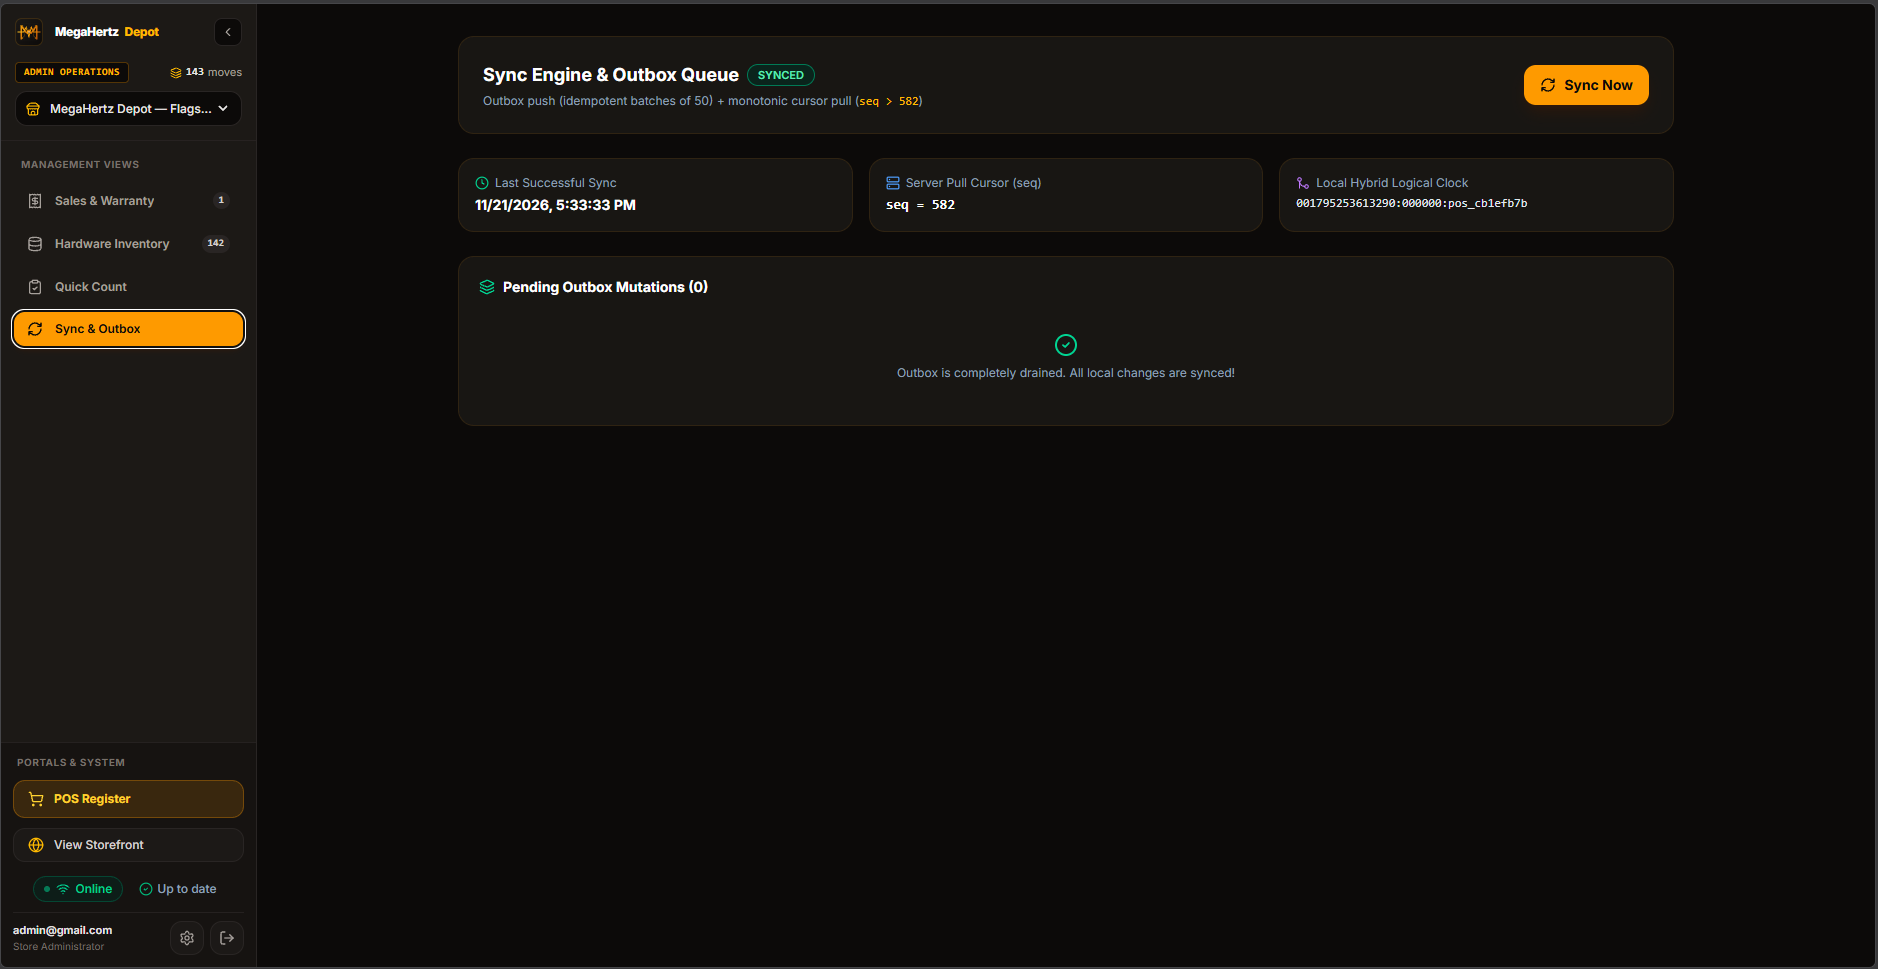 MegaHertz Depot
ADMIN OPERATIONS
143 moves
MegaHertz Depot — Flags...
MANAGEMENT VIEWS
Sales & Warranty
1
Hardware Inventory
142
Quick Count
Sync & Outbox
Sync Engine & Outbox Queue
SYNCED
Outbox push (idempotent batches of 50) + monotonic cursor pull (seq > 582)
Sync Now
Last Successful Sync
11/21/2026, 5:33:33 PM
Server Pull Cursor (seq)
seq = 582
Local Hybrid Logical Clock
001795253613290:000000:pos_cb1efb7b
Pending Outbox Mutations (0)
Outbox is completely drained. All local changes are synced!
PORTALS & SYSTEM
POS Register
View Storefront
Online
Up to date
admin@gmail.com
Store Administrator